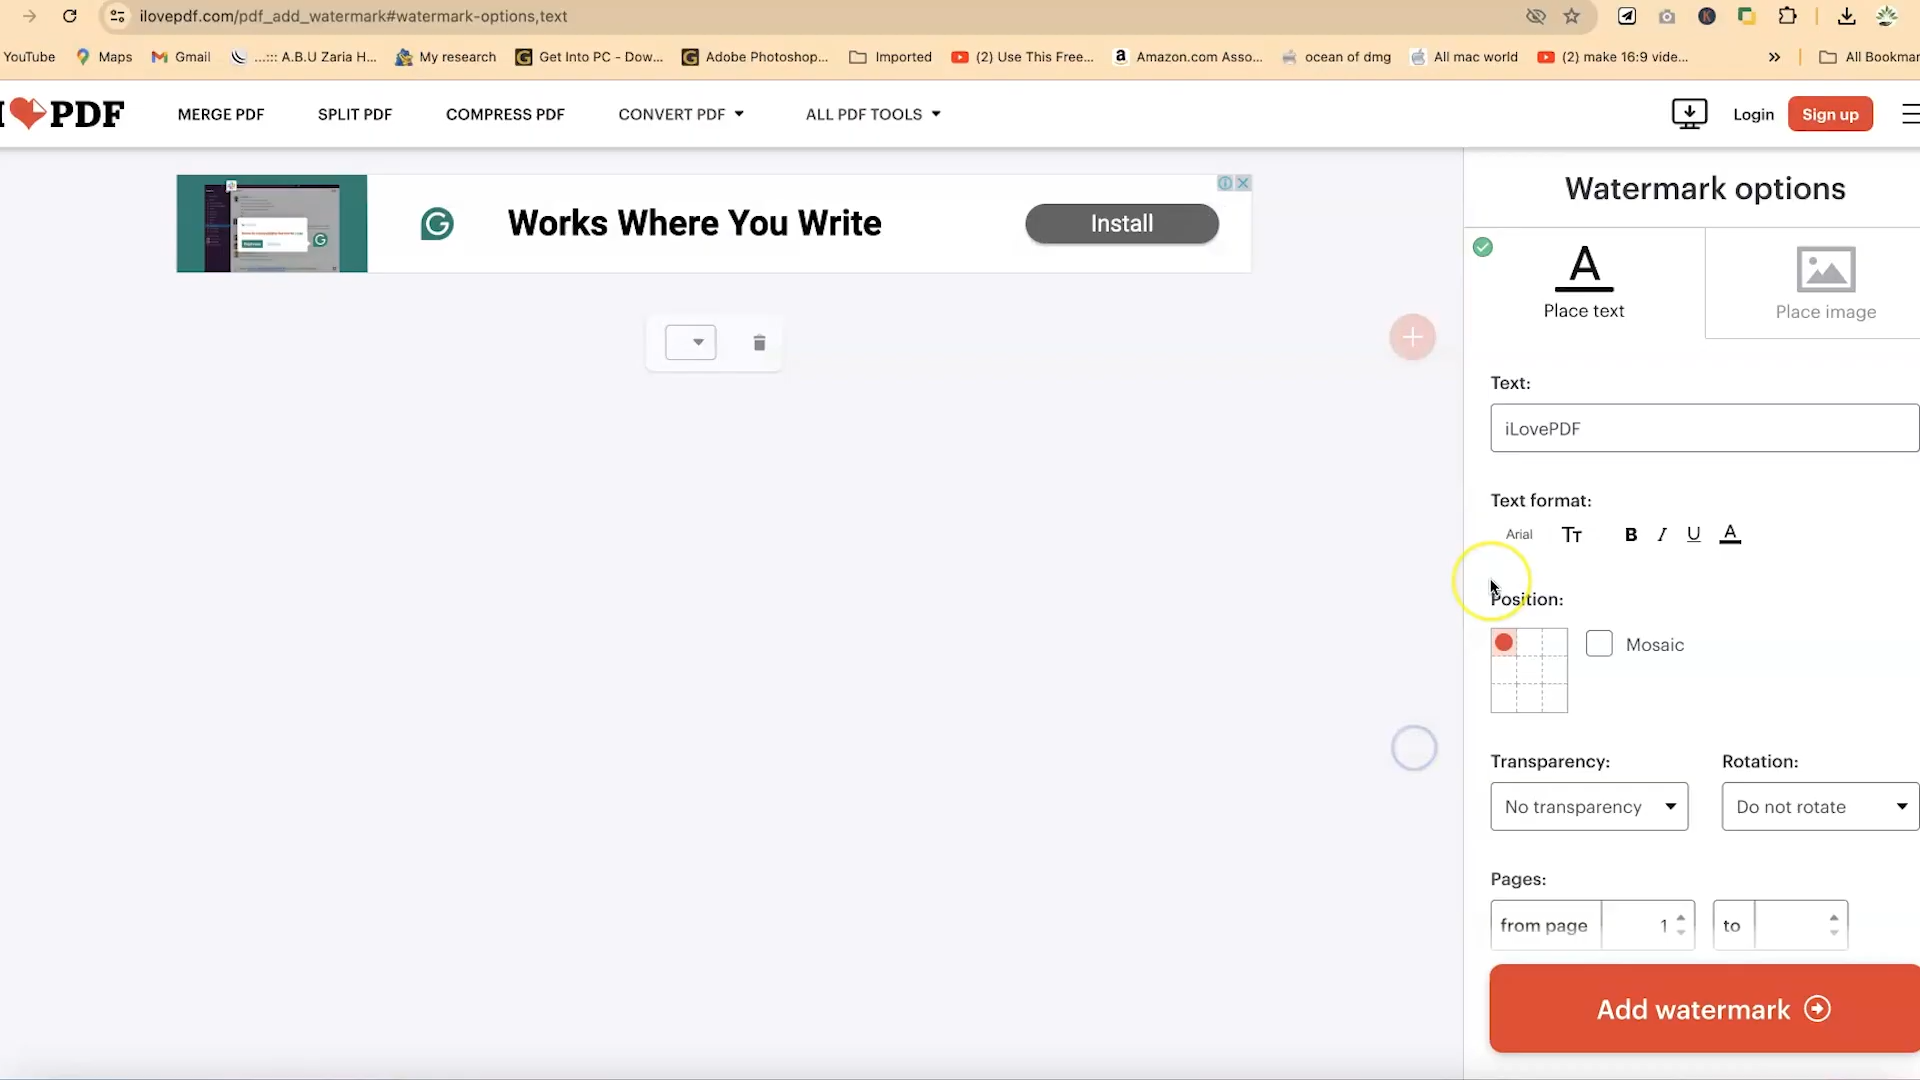 ilovepdf.com/pdf_add_watermark#watermark-options,text
YouTube Maps Gmail ...::: A.B.U Zaria H... My research Get Into PC - Dow... Adobe Photoshop... Imported (2) Use This Free... Amazon.com Asso... ocean of dmg All mac world (2) make 16:9 vide... » All Bookmar
I PDF MERGE PDF SPLIT PDF COMPRESS PDF CONVERT PDF ALL PDF TOOLS Login Sign up
Works Where You Write Install
Watermark options
A
Place text Place image
Text:
iLovePDF
Text format:
Arial TT B I U A
Position:
Mosaic
Transparency: Rotation:
No transparency Do not rotate
Pages:
from page 1 to
Add watermark